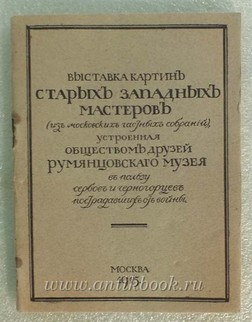 ВЫСТАВКА КАРТИНЪ
СТАРЫХЪ ЗАПАДНЫХЪ
МАСТЕРОВЪ
(изъ московскихъ частныхъ собраній)
УСТРОЕННАЯ
ОБЩЕСТВОМЪ ДРУЗЕЙ
РУМЯНЦОВСКАГО МУЗЕЯ
въ пользу
сербовъ и черногорцевъ
пострадавшихъ отъ войны.
МОСКВА
1915
www.antikbook.ru